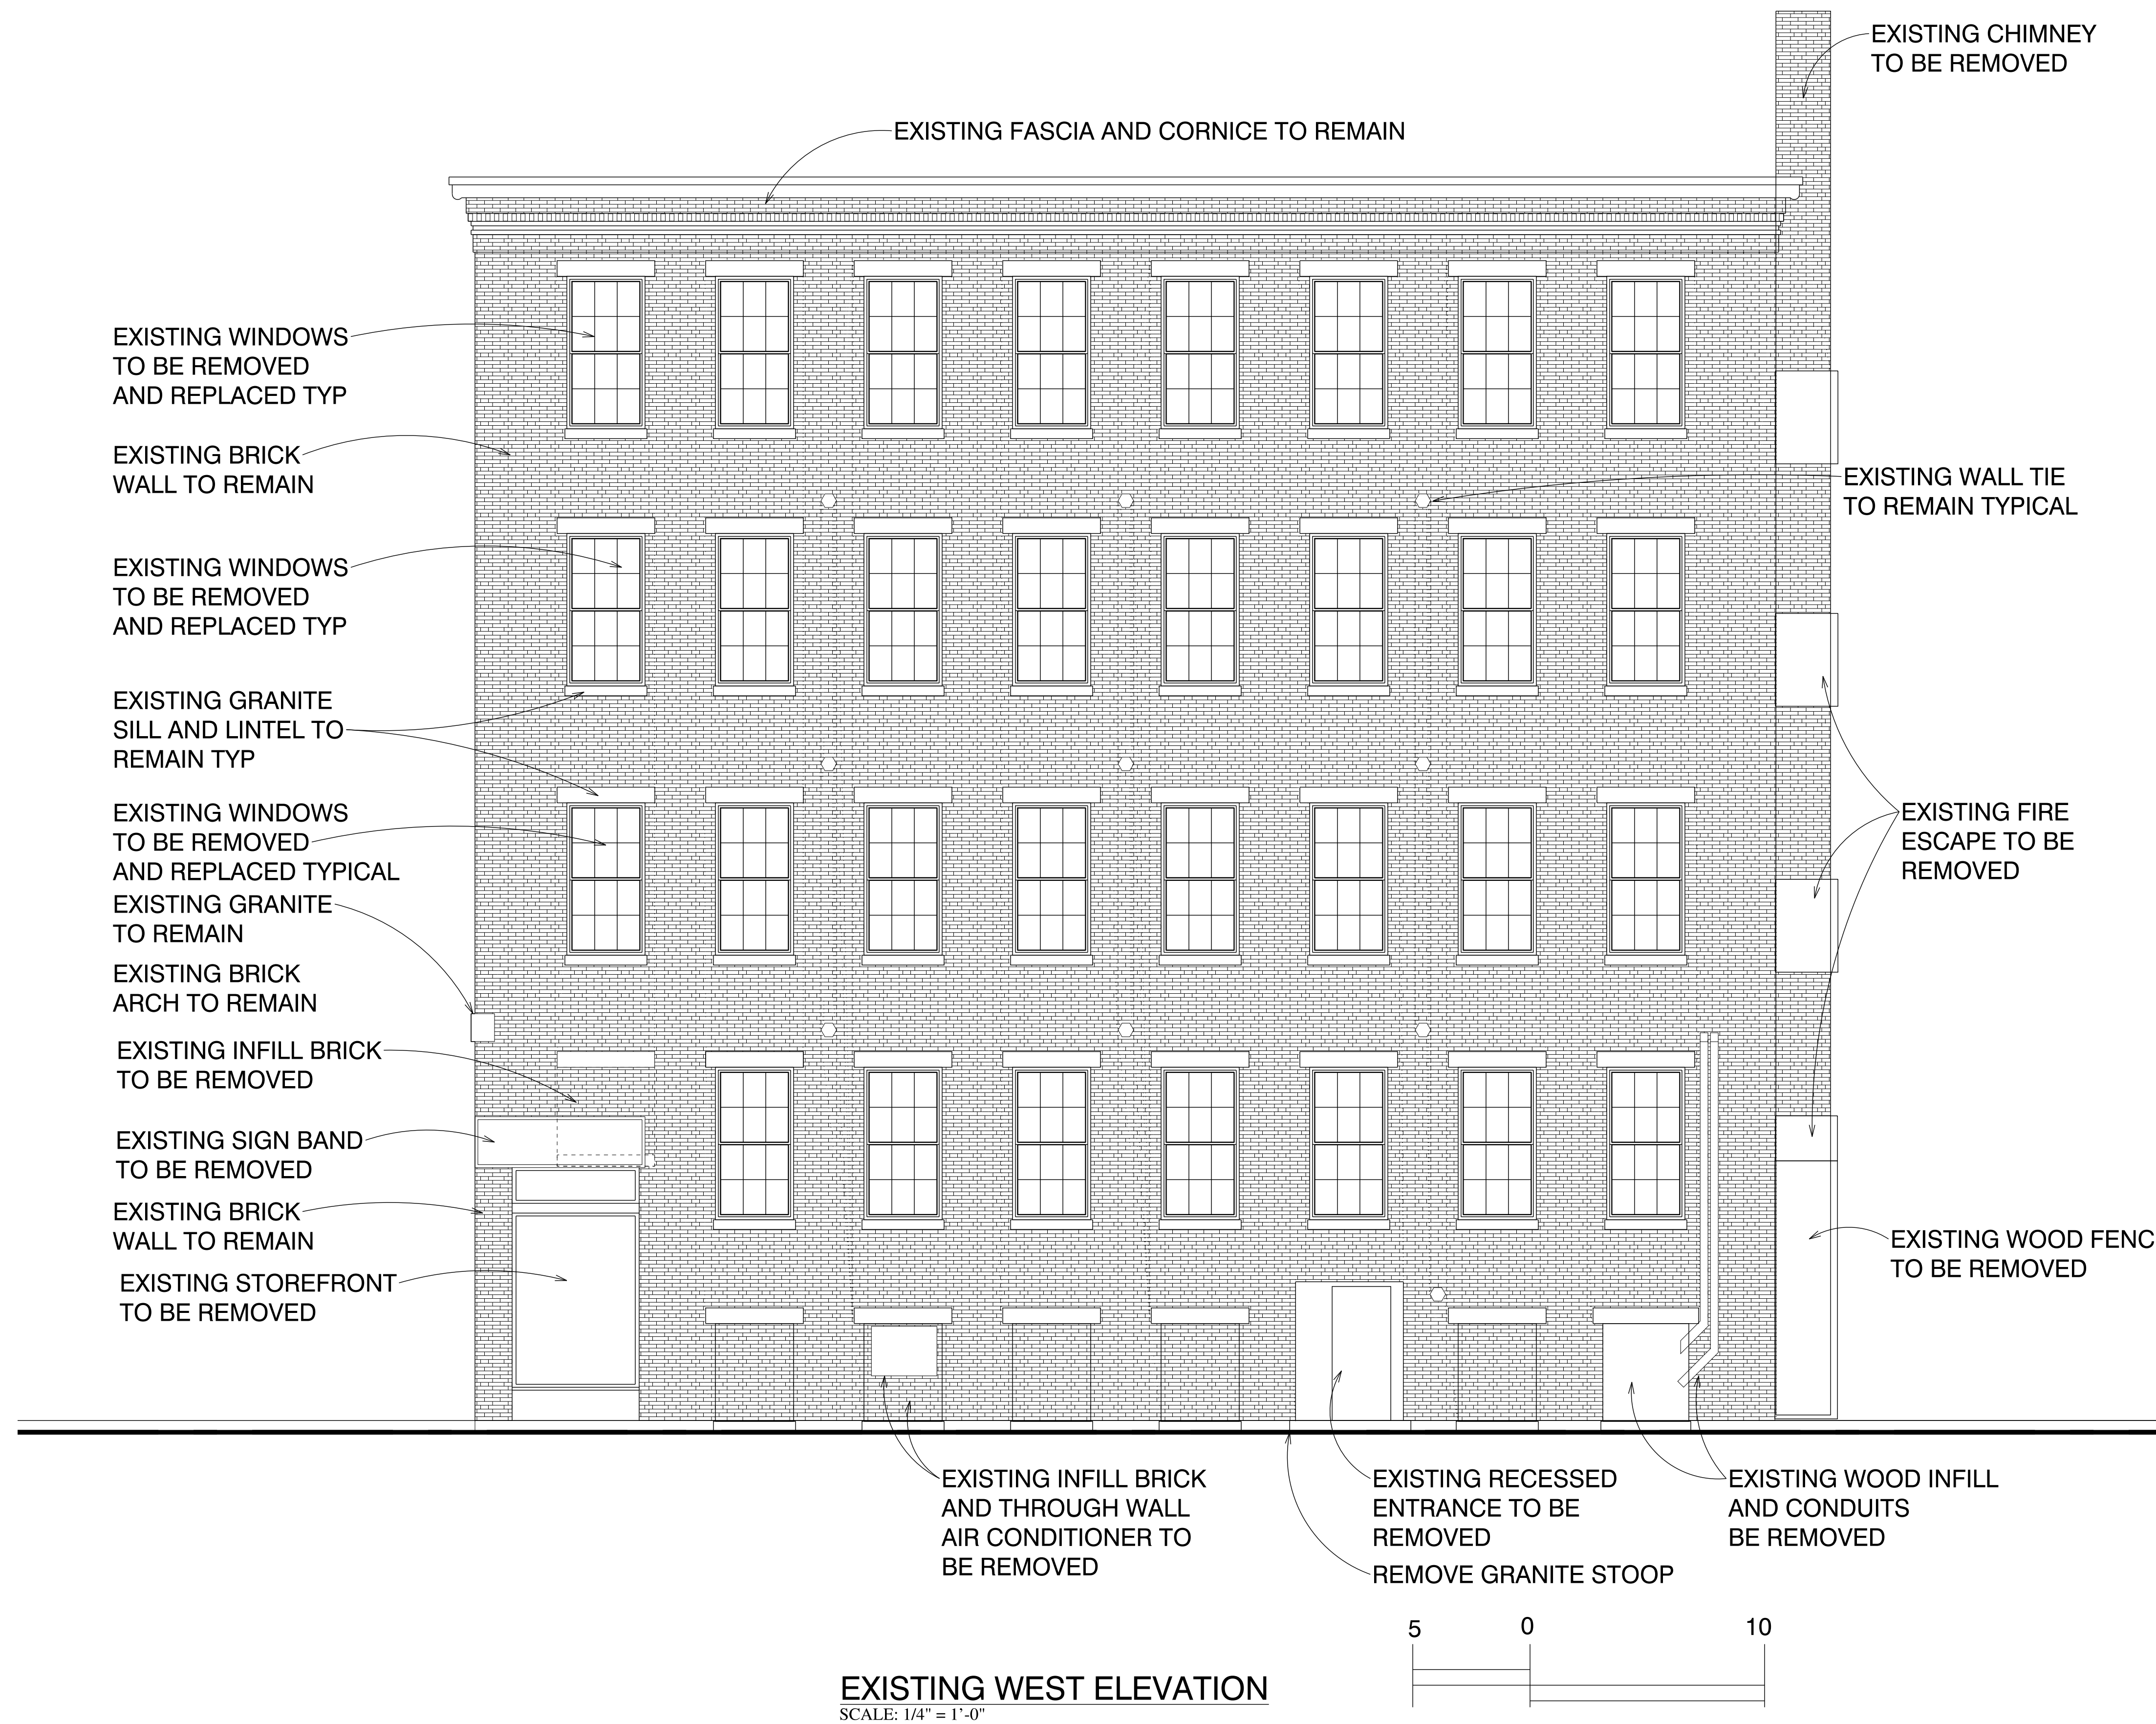 EXISTING CHIMNEY
TO BE REMOVED
EXISTING FASCIA AND CORNICE TO REMAIN
EXISTING WINDOWS
TO BE REMOVED
AND REPLACED TYP
EXISTING BRICK
WALL TO REMAIN
EXISTING WALL TIE
TO REMAIN TYPICAL
EXISTING WINDOWS
TO BE REMOVED
AND REPLACED TYP
EXISTING GRANITE
SILL AND LINTEL TO
REMAIN TYP
EXISTING WINDOWS
TO BE REMOVED
AND REPLACED TYPICAL
EXISTING FIRE
ESCAPE TO BE
REMOVED
EXISTING GRANITE
TO REMAIN
EXISTING BRICK
ARCH TO REMAIN
EXISTING INFILL BRICK
TO BE REMOVED
EXISTING SIGN BAND
TO BE REMOVED
EXISTING BRICK
WALL TO REMAIN
EXISTING WOOD FENC
TO BE REMOVED
EXISTING STOREFRONT
TO BE REMOVED
EXISTING INFILL BRICK
AND THROUGH WALL
AIR CONDITIONER TO
BE REMOVED
EXISTING RECESSED
ENTRANCE TO BE
REMOVED
EXISTING WOOD INFILL
AND CONDUITS
BE REMOVED
REMOVE GRANITE STOOP
5 0 10
EXISTING WEST ELEVATION
SCALE: 1/4" = 1'-0"